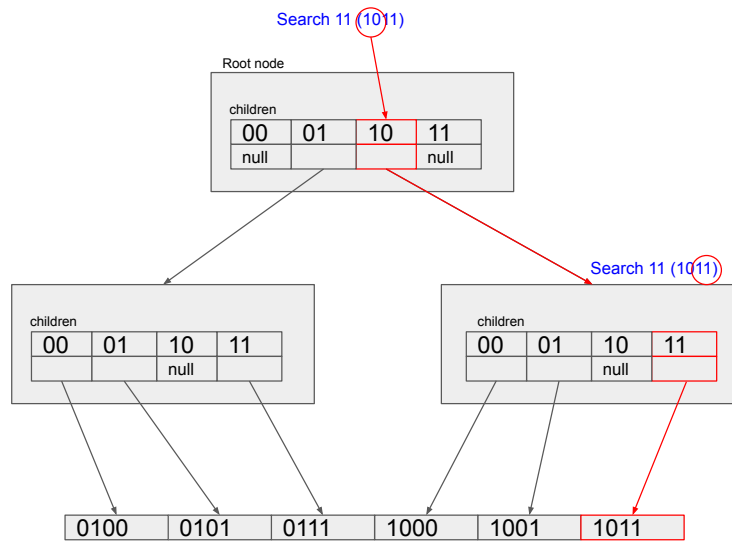 Search 11 (1011)
Root node
children
00 01 10 11
null null
Search 11 (1011)
children
00 01 10 11
null
children
00 01 10 11
null
0100 0101 0111 1000 1001 1011